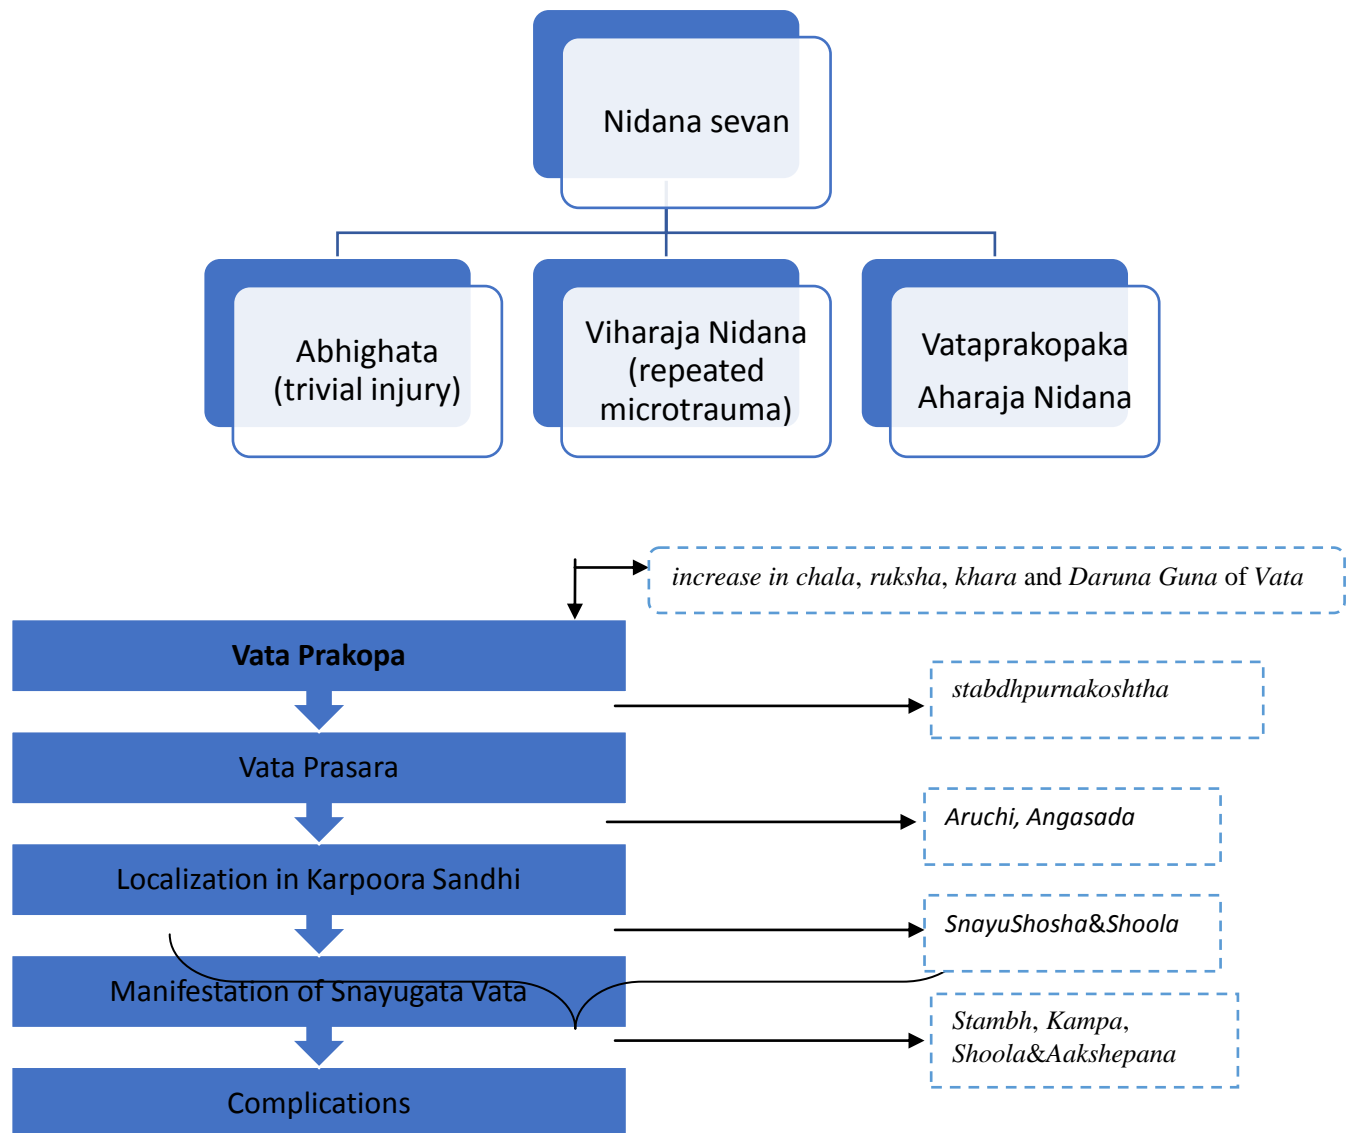 Nidana sevan
Abhighata
(trivial injury)
Viharaja Nidana
(repeated
microtrauma)
Vataprakopaka
Aharaja Nidana
increase in chala, ruksha, khara and Daruna Guna of Vata
Vata Prakopa
stabdhpurnakoshtha
Vata Prasara
Aruchi, Angasada
Localization in Karpoora Sandhi
SnayuShosha&Shoola
Manifestation of Snayugata Vata
Stambh, Kampa,
Shoola&Aakshepana
Complications